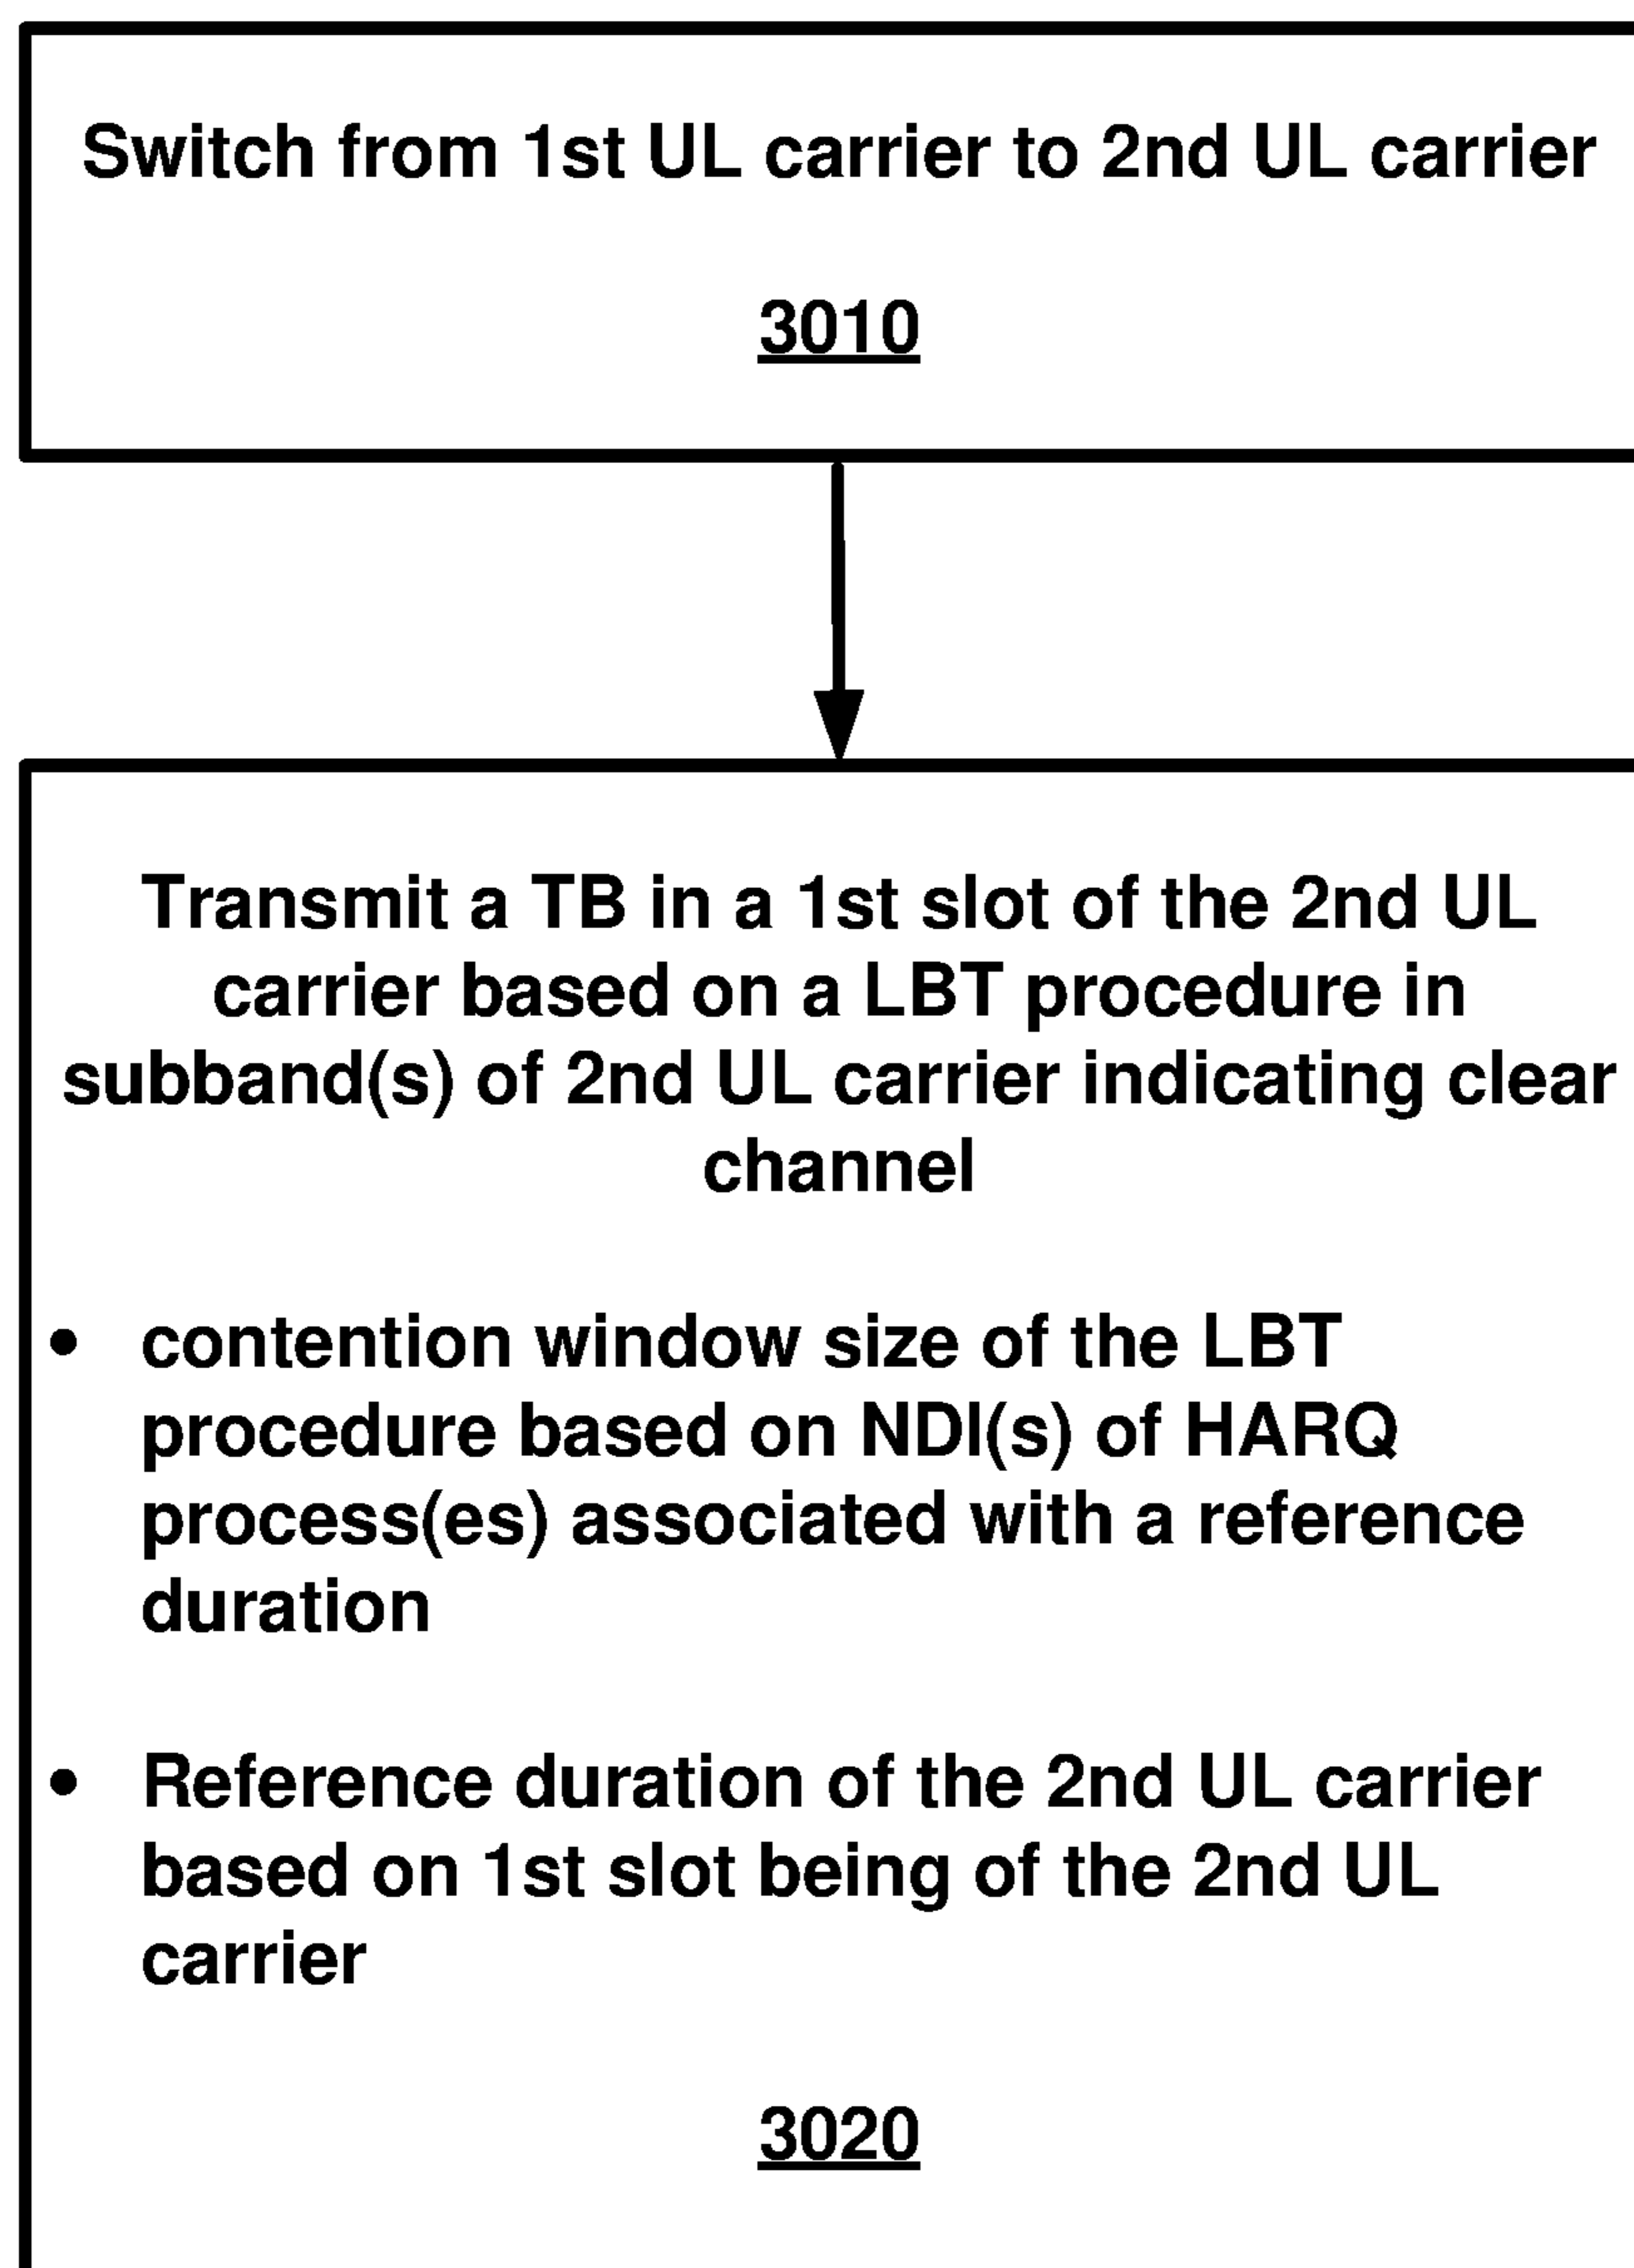 Switch from 1st UL carrier to 2nd UL carrier
3010
Transmit a TB in a 1st slot of the 2nd UL
carrier based on a LBT procedure in
subband(s) of 2nd UL carrier indicating clear
channel
• contention window size of the LBT
procedure based on NDI(s) of HARQ
process(es) associated with a reference
duration
• Reference duration of the 2nd UL carrier
based on 1st slot being of the 2nd UL
carrier
3020